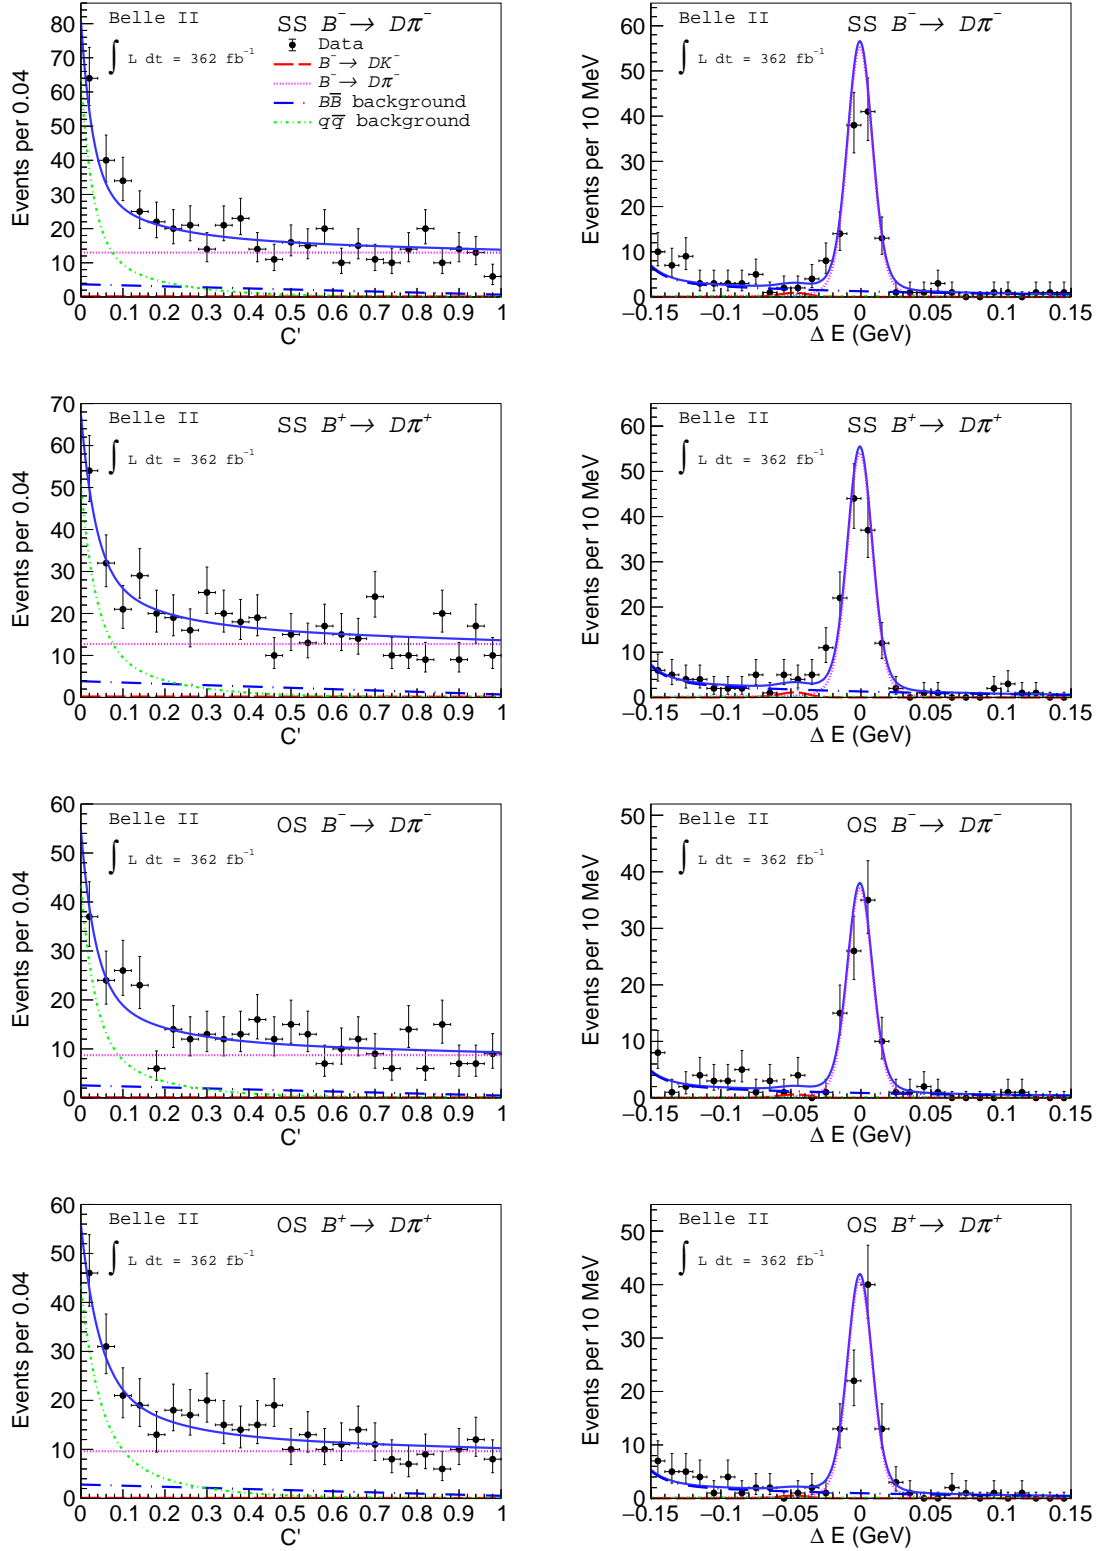 Belle II
SS B⁻→ Dπ⁻
∫ L dt = 362 fb⁻¹
Data
B⁻→ DK⁻
B⁻→ Dπ⁻
BB̅ background
qq̅ background
Events per 0.04
0 10 20 30 40 50 60 70 80
0 0.1 0.2 0.3 0.4 0.5 0.6 0.7 0.8 0.9 1
C'
Belle II
SS B⁻→ Dπ⁻
∫ L dt = 362 fb⁻¹
Events per 10 MeV
0 10 20 30 40 50 60
−0.15 −0.1 −0.05 0 0.05 0.1 0.15
Δ E (GeV)
Belle II
SS B⁺→ Dπ⁺
∫ L dt = 362 fb⁻¹
Events per 0.04
0 10 20 30 40 50 60 70
0 0.1 0.2 0.3 0.4 0.5 0.6 0.7 0.8 0.9 1
C'
Belle II
SS B⁺→ Dπ⁺
∫ L dt = 362 fb⁻¹
Events per 10 MeV
0 10 20 30 40 50 60
−0.15 −0.1 −0.05 0 0.05 0.1 0.15
Δ E (GeV)
Belle II
OS B⁻→ Dπ⁻
∫ L dt = 362 fb⁻¹
Events per 0.04
0 10 20 30 40 50 60
0 0.1 0.2 0.3 0.4 0.5 0.6 0.7 0.8 0.9 1
C'
Belle II
OS B⁻→ Dπ⁻
∫ L dt = 362 fb⁻¹
Events per 10 MeV
0 10 20 30 40 50
−0.15 −0.1 −0.05 0 0.05 0.1 0.15
Δ E (GeV)
Belle II
OS B⁺→ Dπ⁺
∫ L dt = 362 fb⁻¹
Events per 0.04
0 10 20 30 40 50 60
0 0.1 0.2 0.3 0.4 0.5 0.6 0.7 0.8 0.9 1
C'
Belle II
OS B⁺→ Dπ⁺
∫ L dt = 362 fb⁻¹
Events per 10 MeV
0 10 20 30 40 50
−0.15 −0.1 −0.05 0 0.05 0.1 0.15
Δ E (GeV)